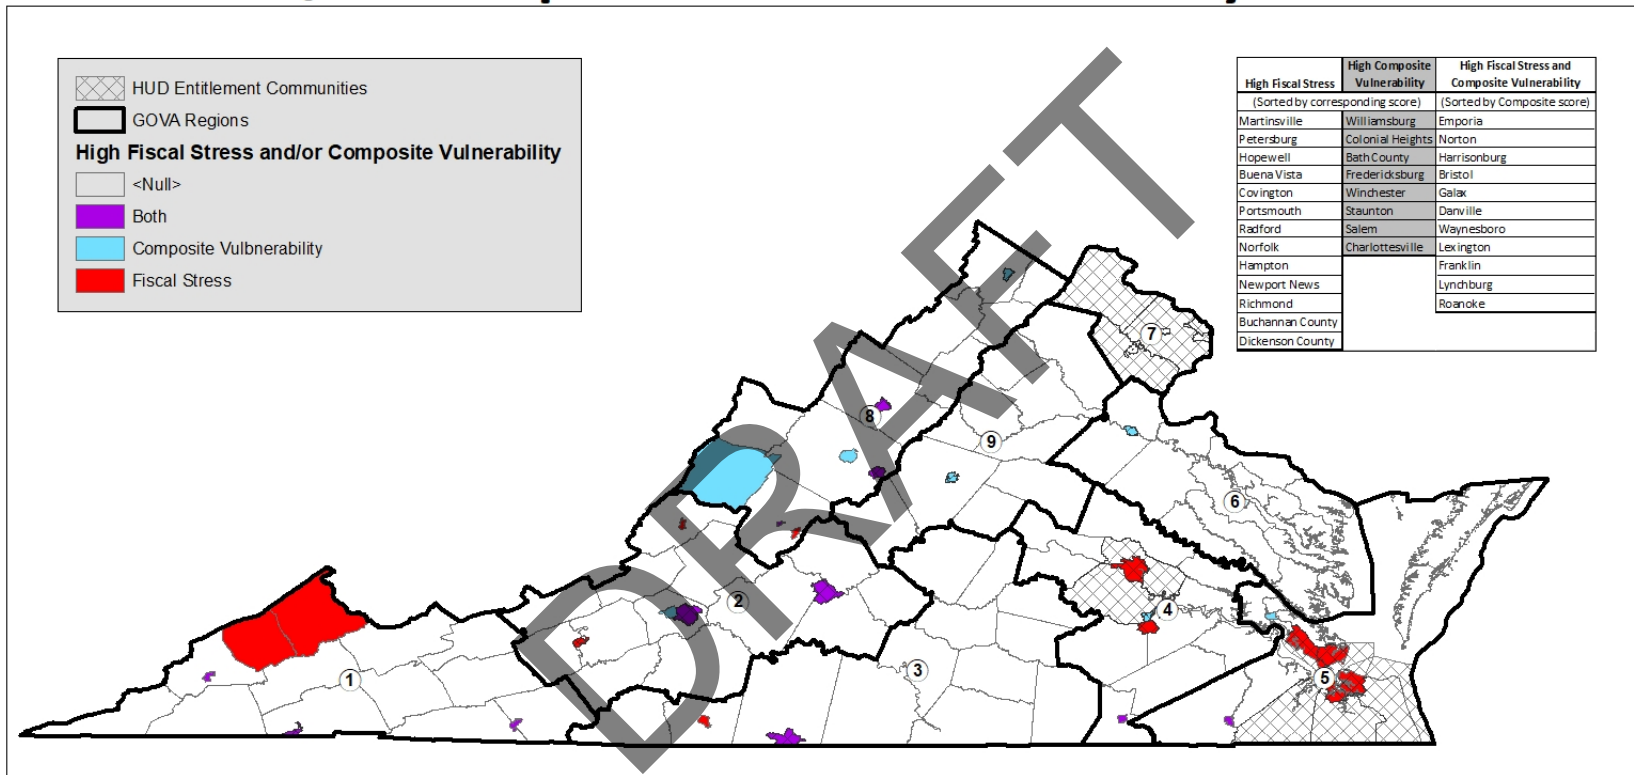 HUD Entitlement Communities
GOVA Regions
High Fiscal Stress and/or Composite Vulnerability
<Null>
Both
Composite Vulbnerability
Fiscal Stress
High Fiscal Stress
High Composite
Vulnerability
High Fiscal Stress and
Composite Vulnerability
(Sorted by corresponding score)
(Sorted by Composite score)
Martinsville Williamsburg Emporia
Petersburg Colonial Heights Norton
Hopewell Bath County Harrisonburg
Buena Vista Fredericksburg Bristol
Covington Winchester Galax
Portsmouth Staunton Danville
Radford Salem Waynesboro
Norfolk Charlottesville Lexington
Hampton Franklin
Newport News Lynchburg
Richmond Roanoke
Buchannan County
Dickenson County
DRAFT
7
8
9
6
2
4
1
3
5